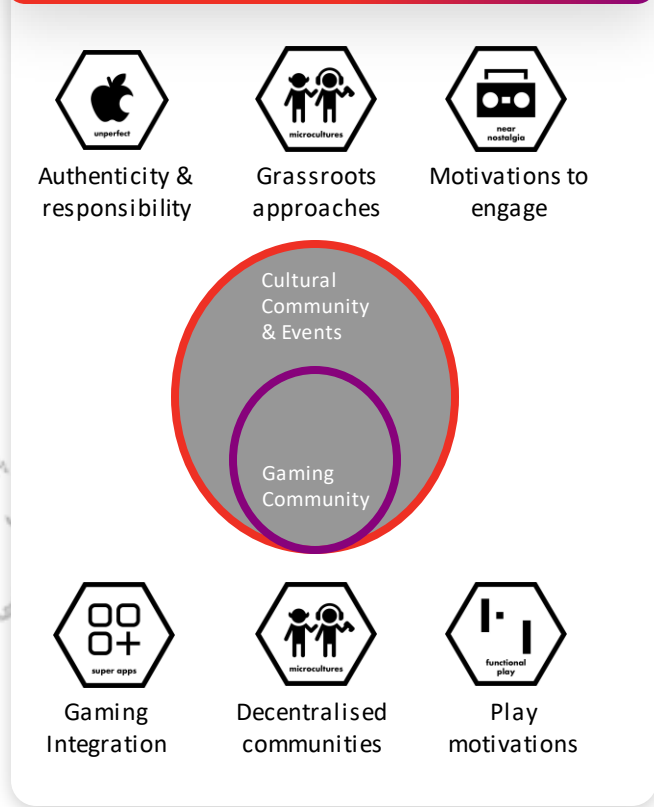 unperfect
microcultures
near
nostalgia
Authenticity &
responsibility
Grassroots
approaches
Motivations to
engage
Cultural
Community
& Events
Gaming
Community
super apps
microcultures
functional
play
Gaming
Integration
Decentralised
communities
Play
motivations